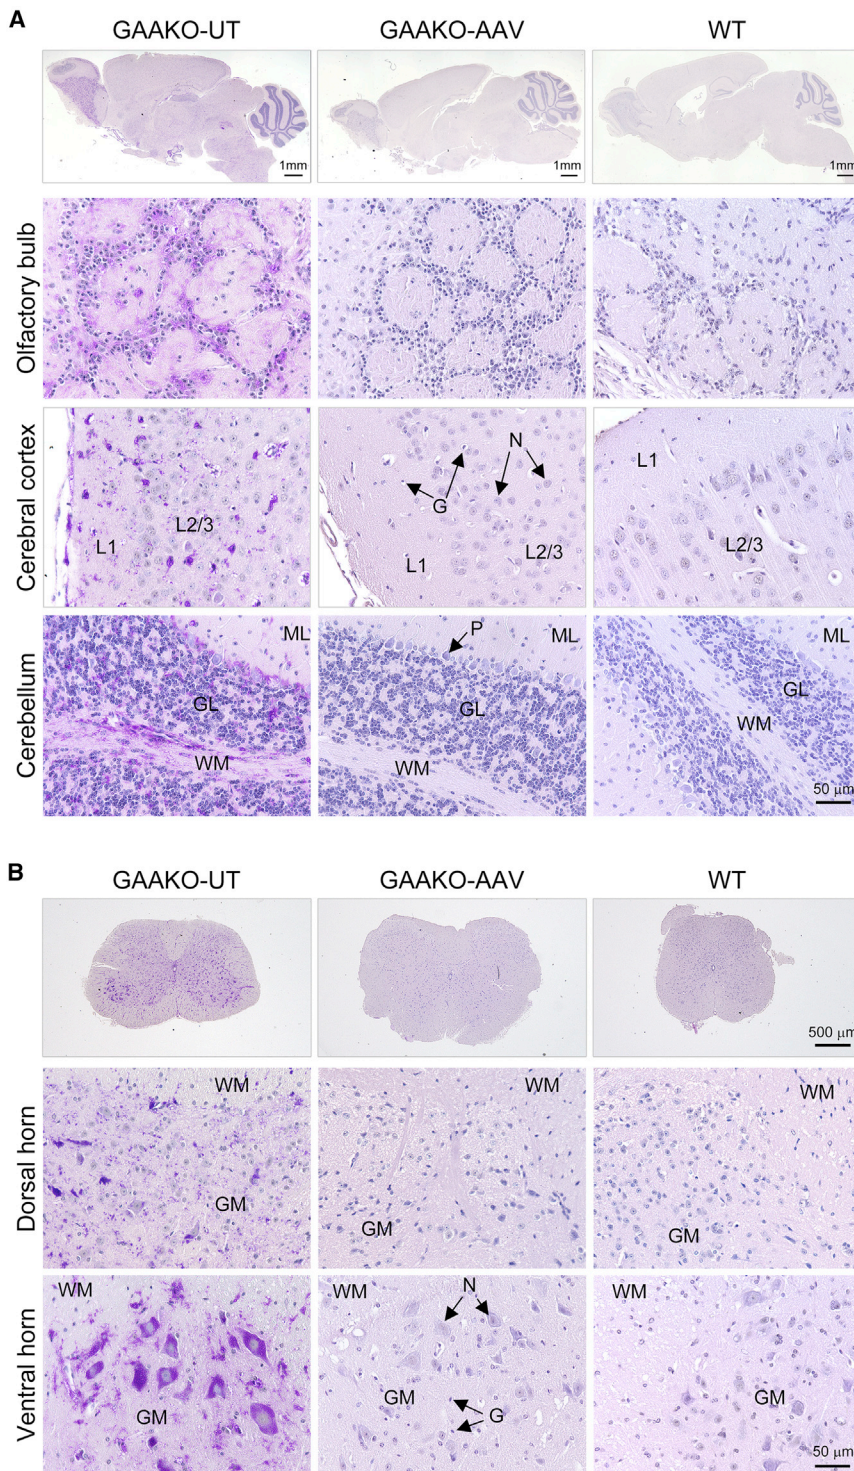 A
GAAKO-UT GAAKO-AAV WT
1mm 1mm 1mm
Olfactory bulb
Cerebral cortex
L1 L2/3
N
G
L1 L2/3
L1
L2/3
Cerebellum
ML
GL
WM
P
ML
GL
WM
ML
GL
WM
50 μm
B
GAAKO-UT GAAKO-AAV WT
500 μm
Dorsal horn
WM
GM
WM
GM
WM
GM
Ventral horn
WM
GM
WM
N
GM
G
WM
GM
50 μm